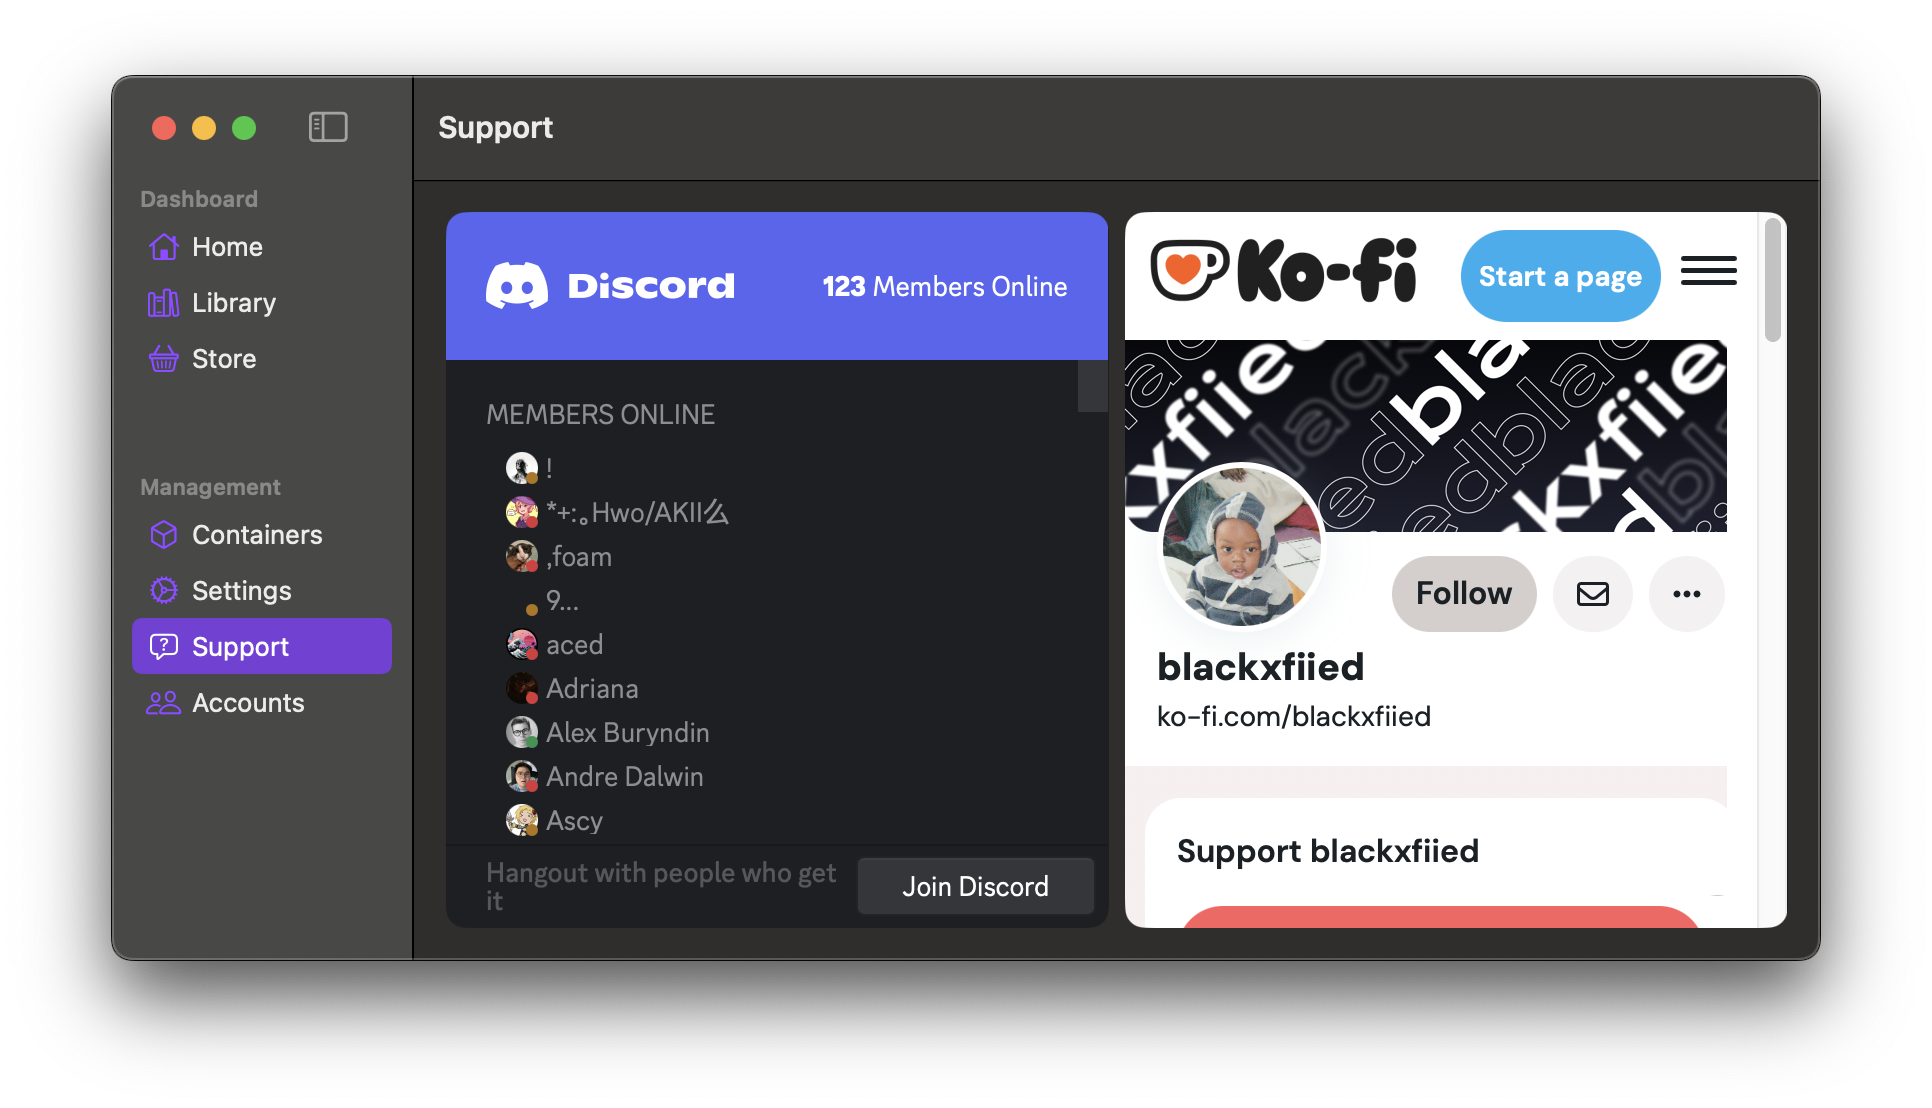 Support
Dashboard
Home
Library
Store
Management
Containers
Settings
Support
Accounts
Discord
123 Members Online
MEMBERS ONLINE
!
*+:｡Hwo/AKII么
,foam
9...
aced
Adriana
Alex Buryndin
Andre Dalwin
Ascy
Hangout with people who get
it
Join Discord
Ko-fi
Start a page
blackxfiied
Follow
blackxfiied
ko-fi.com/blackxfiied
Support blackxfiied